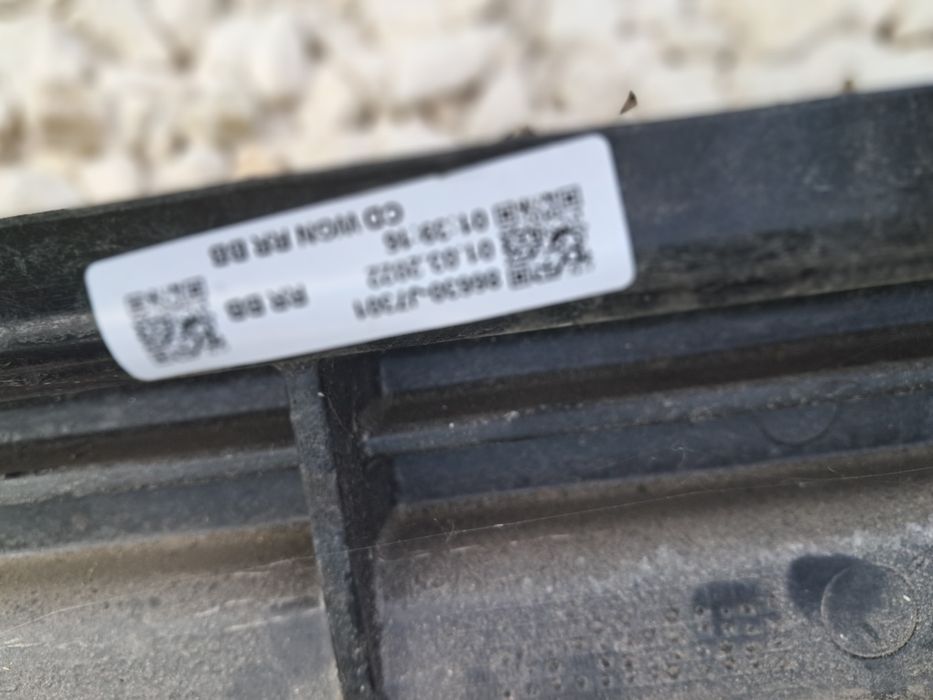 86630-J7301
RR BB
01.03.2022
01:39:16
CD WGN RR BB